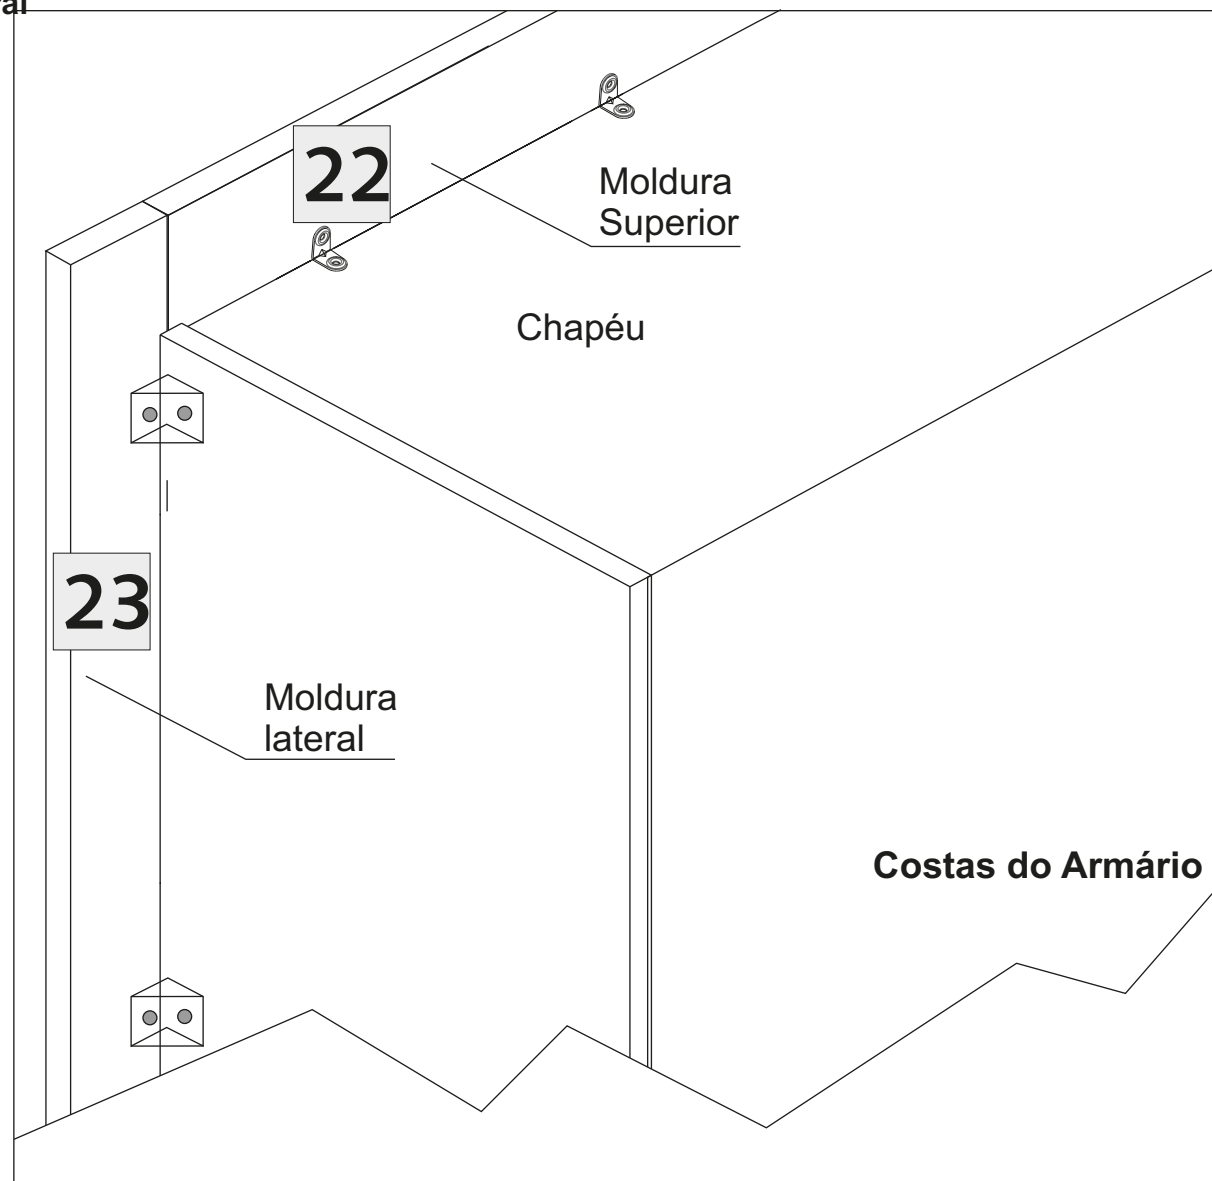 22
Moldura
Superior
Chapéu
23
Moldura
lateral
Costas do Armário